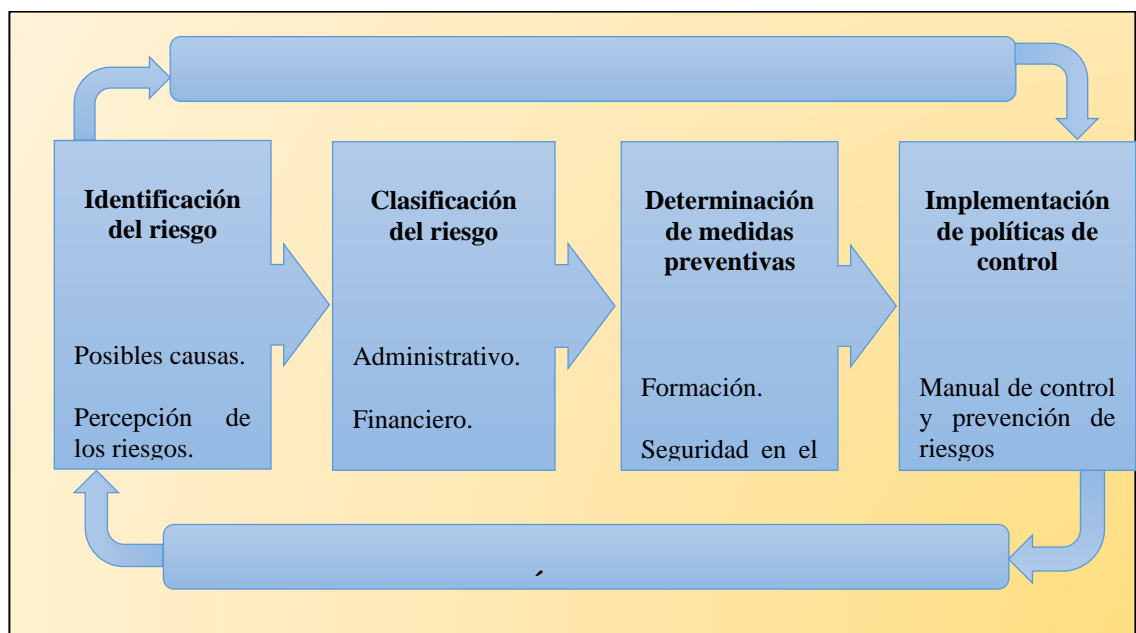 Identificación
del riesgo
Posibles causas.
Percepción de
los riesgos.
Clasificación
del riesgo
Administrativo.
Financiero.
Determinación
de medidas
preventivas
Formación.
Seguridad en el
Implementación
de políticas de
control
Manual de control
y prevención de
riesgos